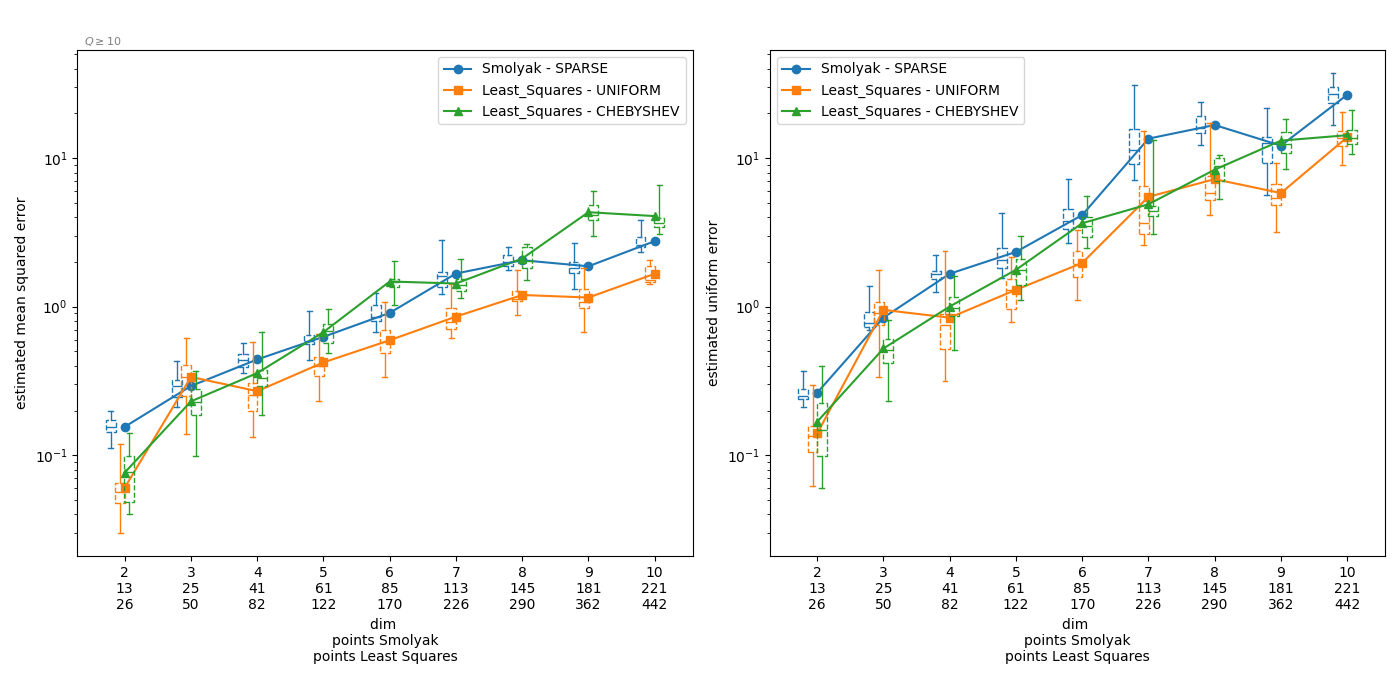 Q ≥ 10
estimated mean squared error
10¹
10⁰
10⁻¹
Smolyak - SPARSE
Least_Squares - UNIFORM
Least_Squares - CHEBYSHEV
2 3 4 5 6 7 8 9 10
13 25 41 61 85 113 145 181 221
26 50 82 122 170 226 290 362 442
dim
points Smolyak
points Least Squares
estimated uniform error
10¹
10⁰
10⁻¹
Smolyak - SPARSE
Least_Squares - UNIFORM
Least_Squares - CHEBYSHEV
2 3 4 5 6 7 8 9 10
13 25 41 61 85 113 145 181 221
26 50 82 122 170 226 290 362 442
dim
points Smolyak
points Least Squares